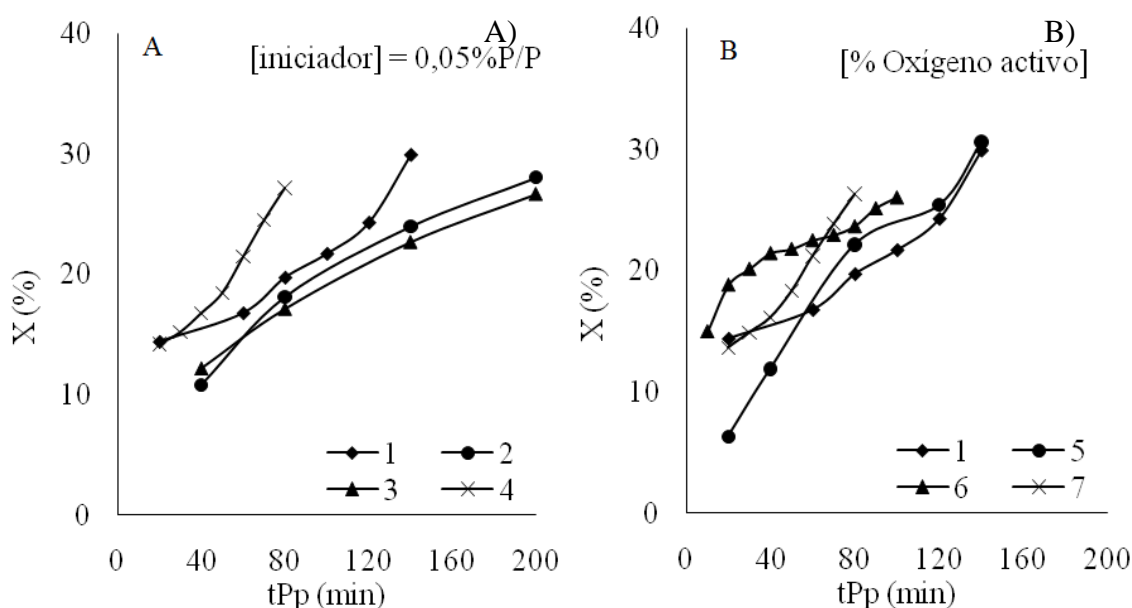 A A)
[iniciador] = 0,05%P/P
X (%)
40
30
20
10
0
0 40 80 120 160 200
tPp (min)
1 2
3 4
B B)
[% Oxígeno activo]
X (%)
40
30
20
10
0
0 40 80 120 160 200
tPp (min)
1 5
6 7